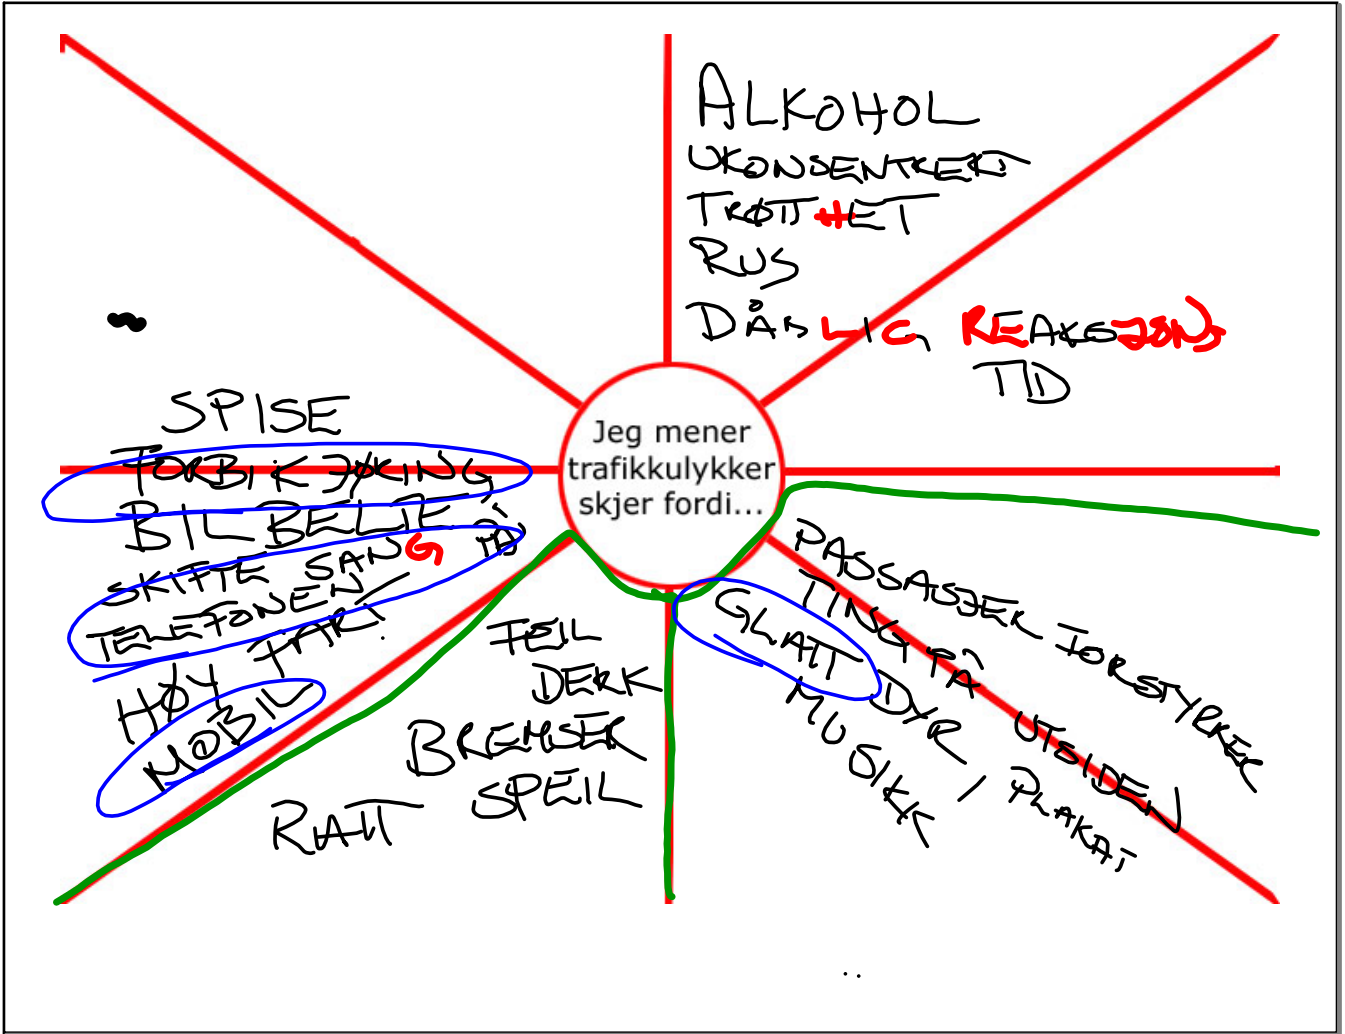 Jeg mener
trafikkulykker
skjer fordi...
ALKOHOL
UKONSENTRERT
TRØTTHET
RUS
DÅRLIG REAKSJONS
TID
SPISE
FORBIKJØRING
BILBELTE
SKIFTE SANG PÅ
TELEFONEN
HØY FART
MOBIL
FEIL
DEKK
BREMSER
SPEIL
RATT
PASSASJER FORSTYRRER
TING PÅ UTSIDEN
GLATT DYR, PLAKAT
MUSIKK